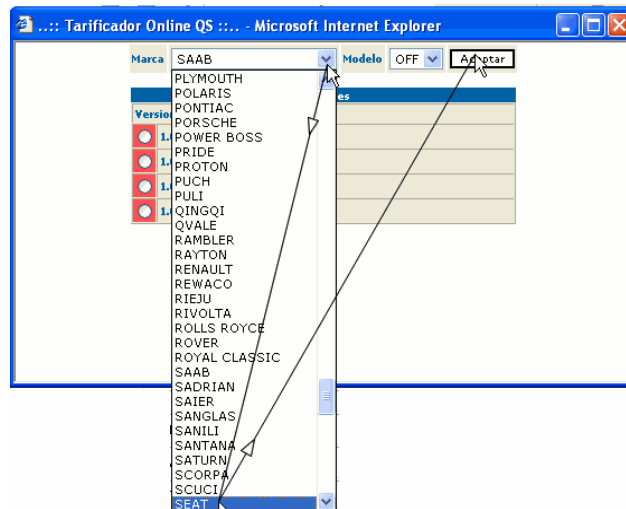 ..:: Tarificador Online QS ::.. - Microsoft Internet Explorer
Marca SAAB Modelo OFF
PLYMOUTH
POLARIS
PONTIAC
PORSCHE
POWER BOSS
PRIDE
PROTON
PUCH
PULI
QINGQI
QVALE
RAMBLER
RAYTON
RENAULT
REWACO
RIEJU
RIVOLTA
ROLLS ROYCE
ROVER
ROYAL CLASSIC
SAAB
SADRIAN
SAIER
SANGLAS
SANILI
SANTANA
SATURN
SCORPA
SCUCI
SEAT